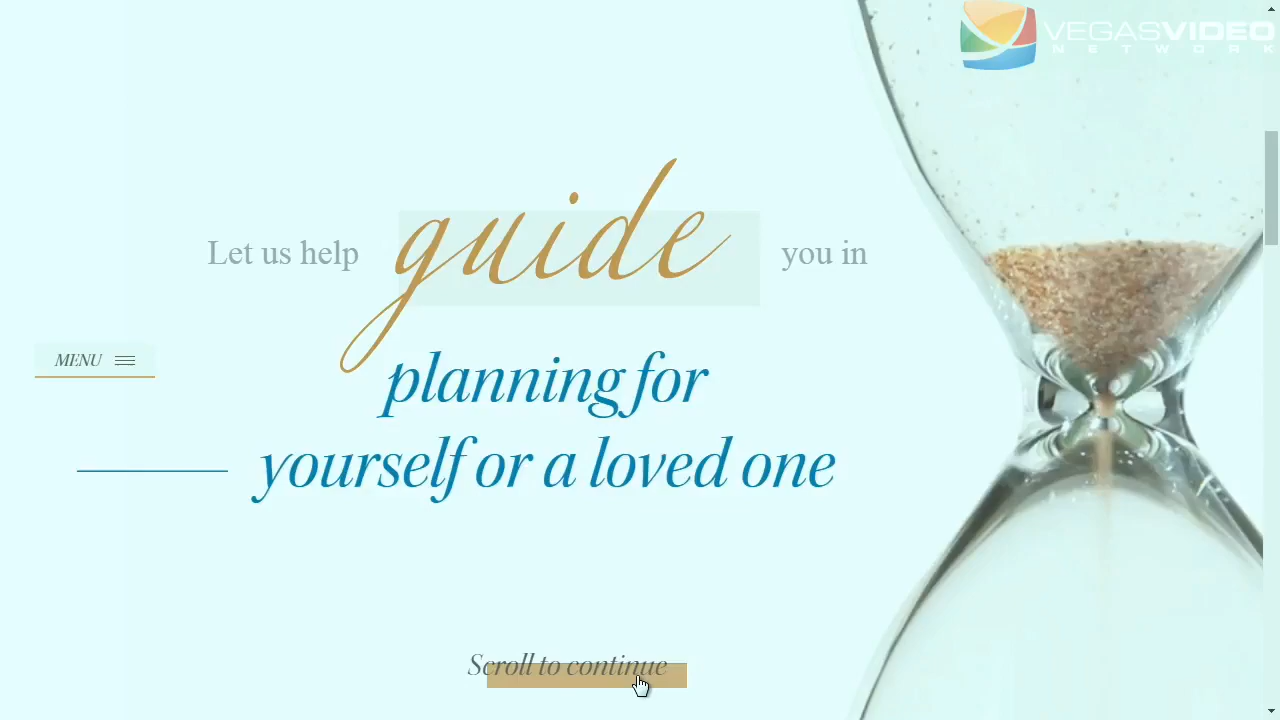 VEGASVIDEO
NETWORK
Let us help guide you in
MENU
planning for
yourself or a loved one
Scroll to continue